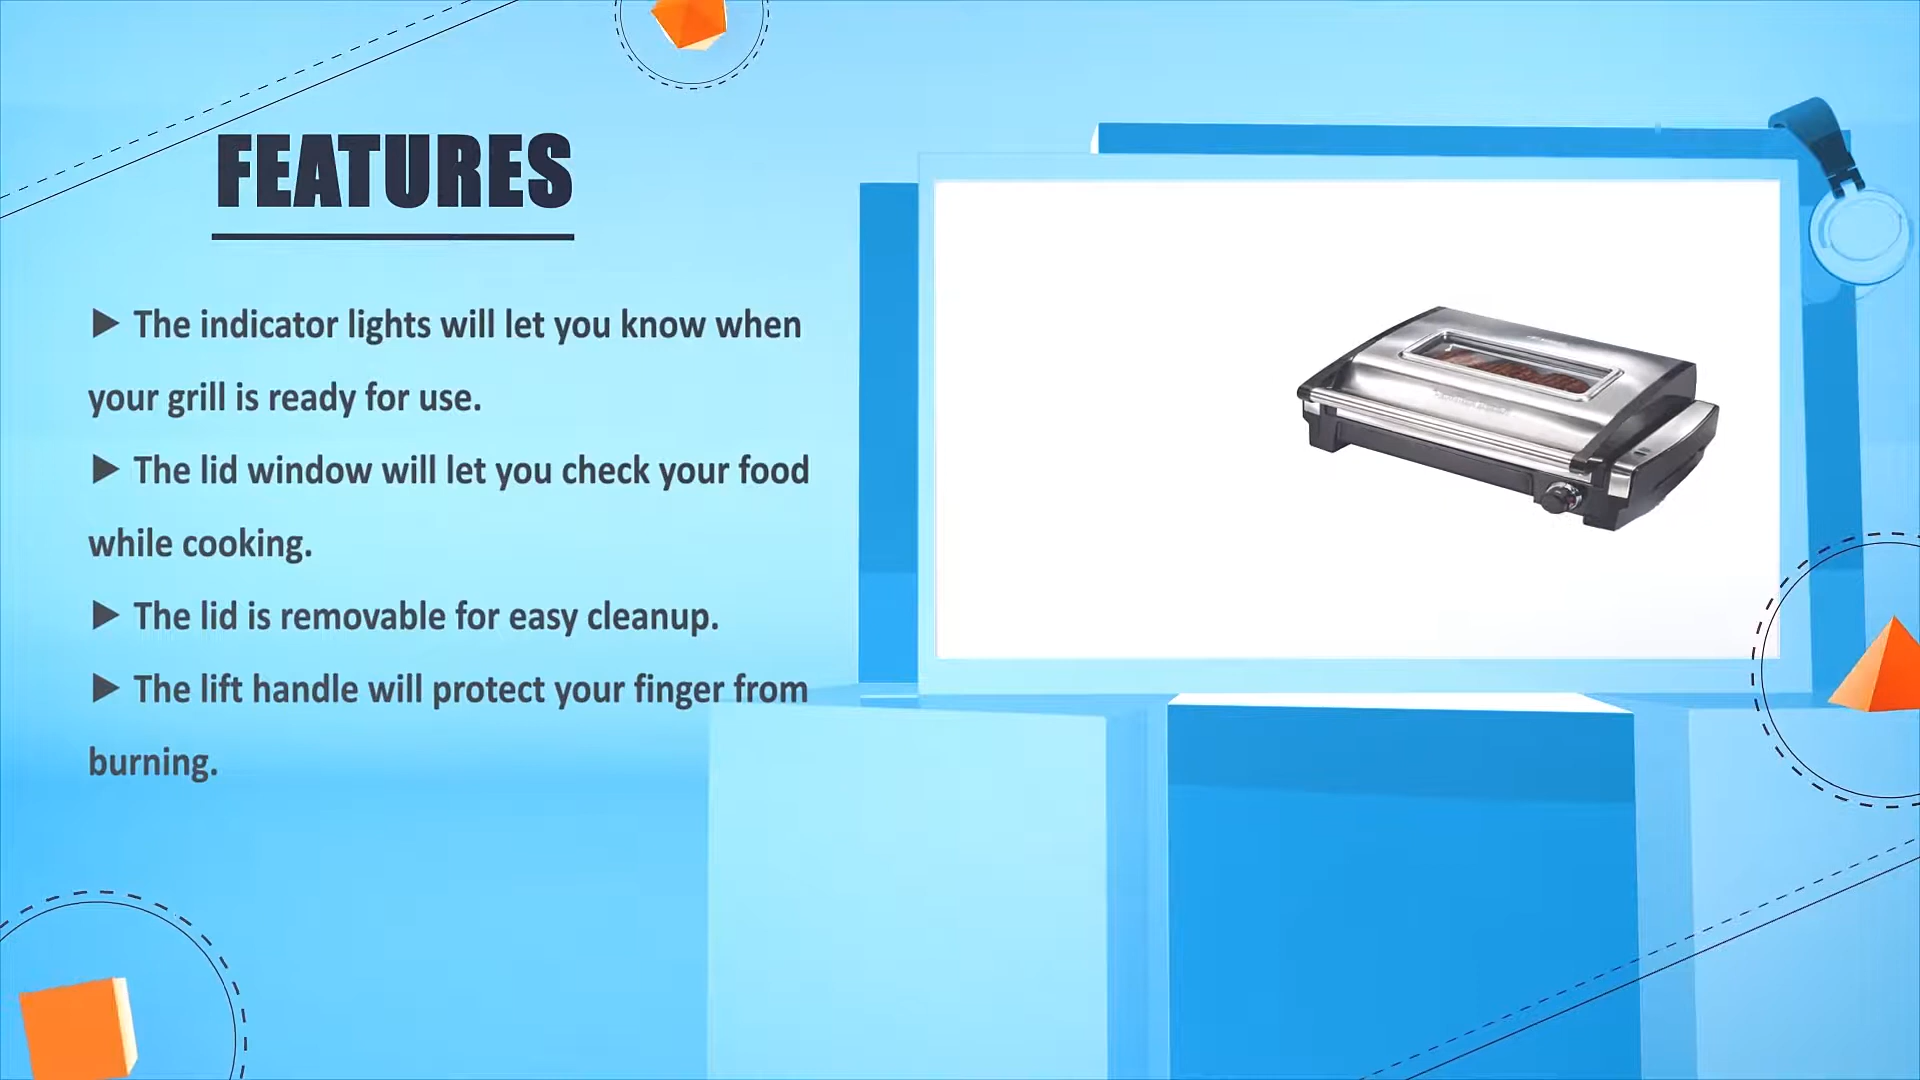 FEATURES
▶ The indicator lights will let you know when
your grill is ready for use.
▶ The lid window will let you check your food
while cooking.
▶ The lid is removable for easy cleanup.
▶ The lift handle will protect your finger from
burning.